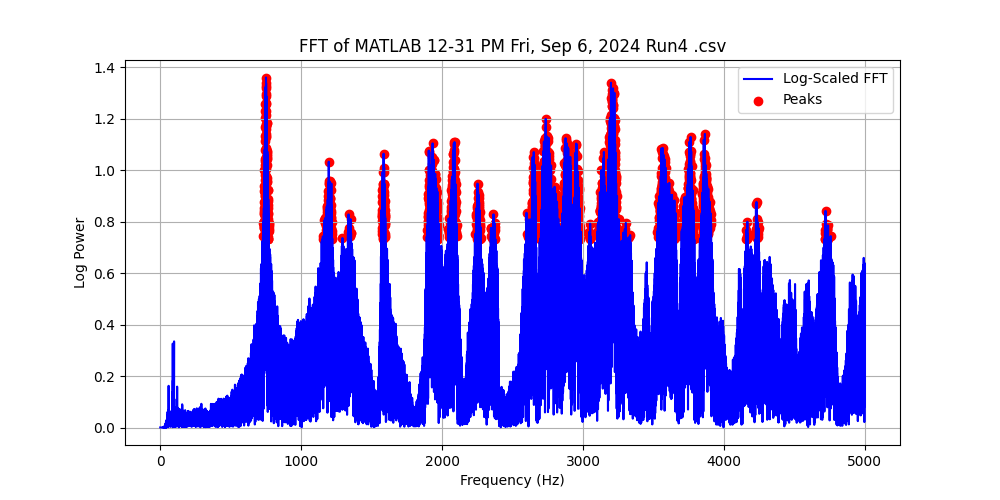 FFT of MATLAB 12-31 PM Fri, Sep 6, 2024 Run4 .csv
Log-Scaled FFT
Peaks
1.4
1.2
1.0
0.8
0.6
0.4
0.2
0.0
Log Power
0 1000 2000 3000 4000 5000
Frequency (Hz)